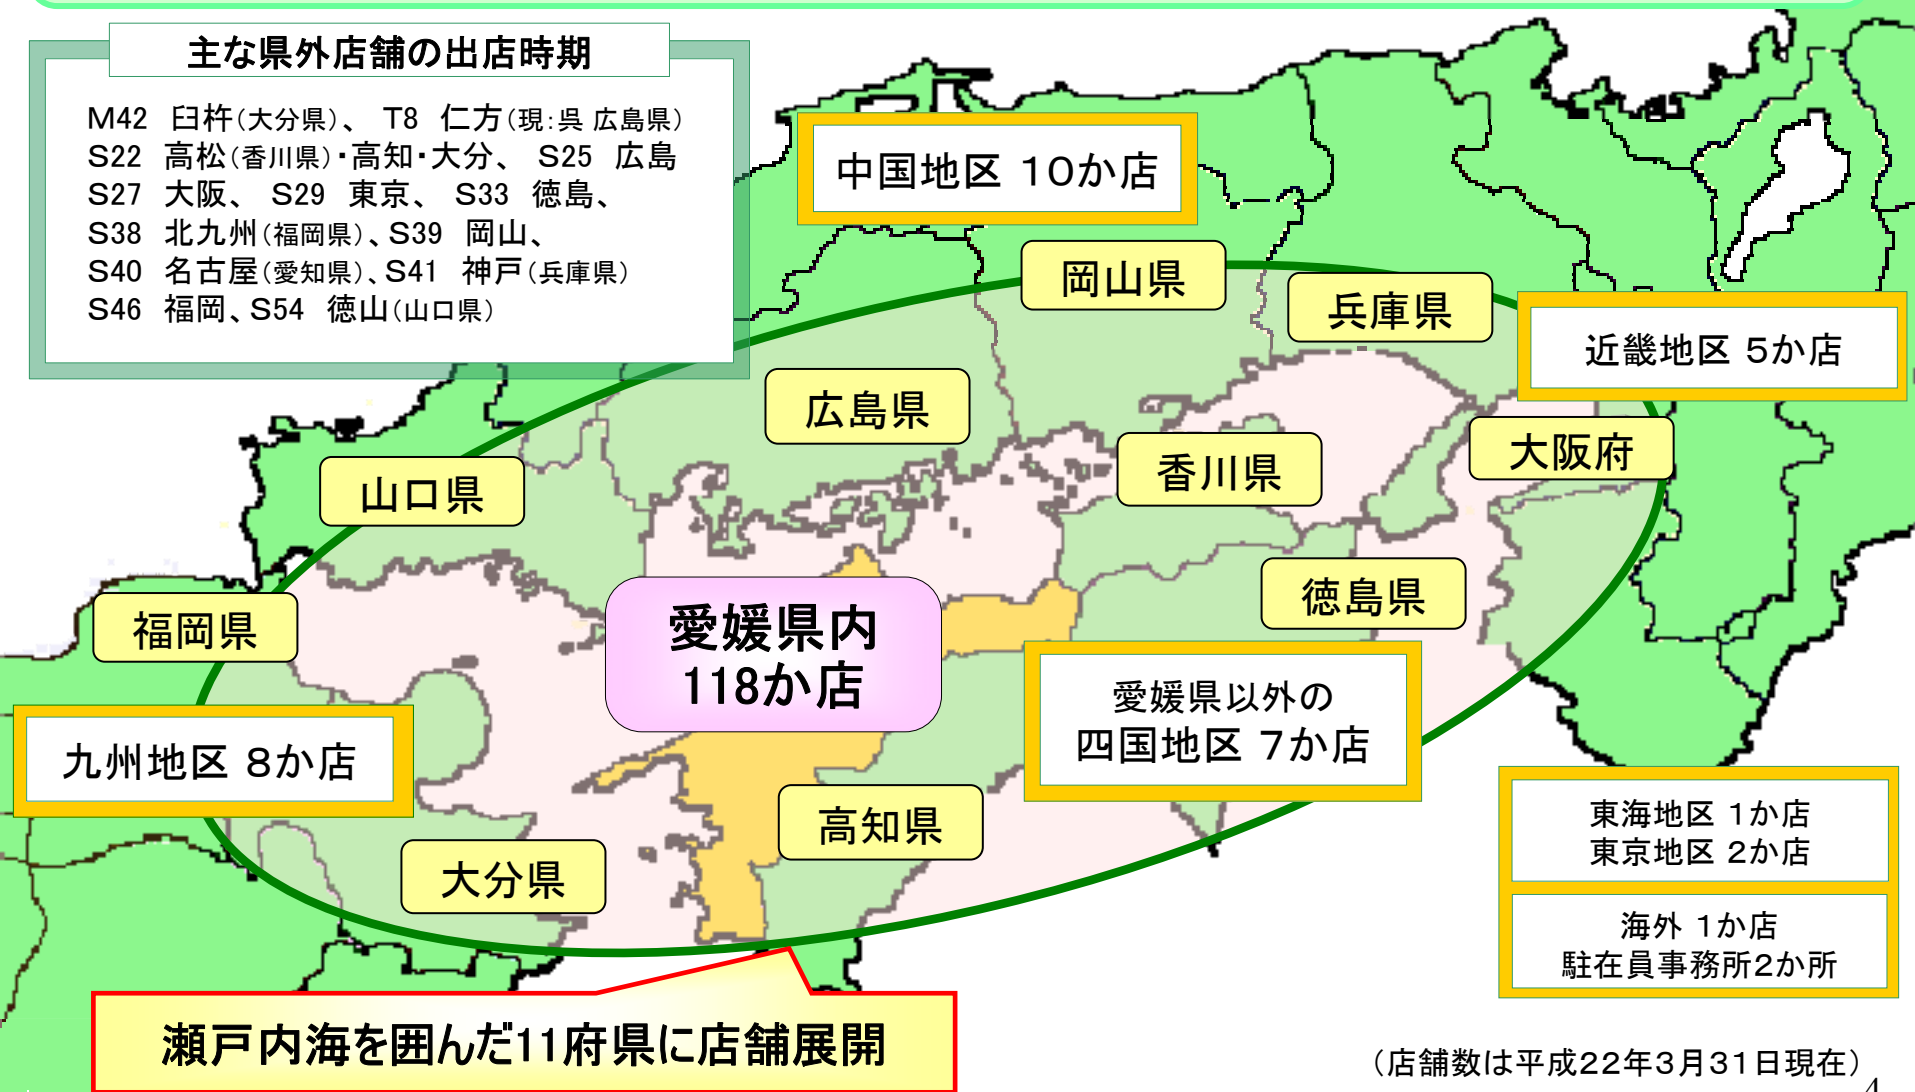 主な県外店舗の出店時期
M42 臼杵(大分県)、 T8 仁方(現:呉 広島県)
S22 高松(香川県)・高知・大分、 S25 広島
S27 大阪、 S29 東京、 S33 徳島、
S38 北九州(福岡県)、S39 岡山、
S40 名古屋(愛知県)、S41 神戸(兵庫県)
S46 福岡、S54 徳山(山口県)
中国地区 10か店
岡山県
兵庫県
近畿地区 5か店
広島県
大阪府
香川県
山口県
徳島県
福岡県
愛媛県内
118か店
愛媛県以外の
四国地区 7か店
九州地区 8か店
高知県
大分県
東海地区 1か店
東京地区 2か店
海外 1か店
駐在員事務所2か所
瀬戸内海を囲んだ11府県に店舗展開
(店舗数は平成22年3月31日現在)
4